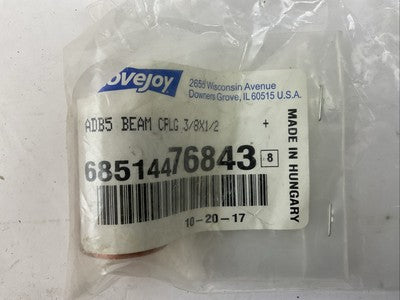 Lovejoy
2655 Wisconsin Avenue
Downers Grove, IL 60515 U.S.A.
ADB5 BEAM CPLG 3/8X1/2 +
68514476843 8
10-20-17
MADE IN HUNGARY